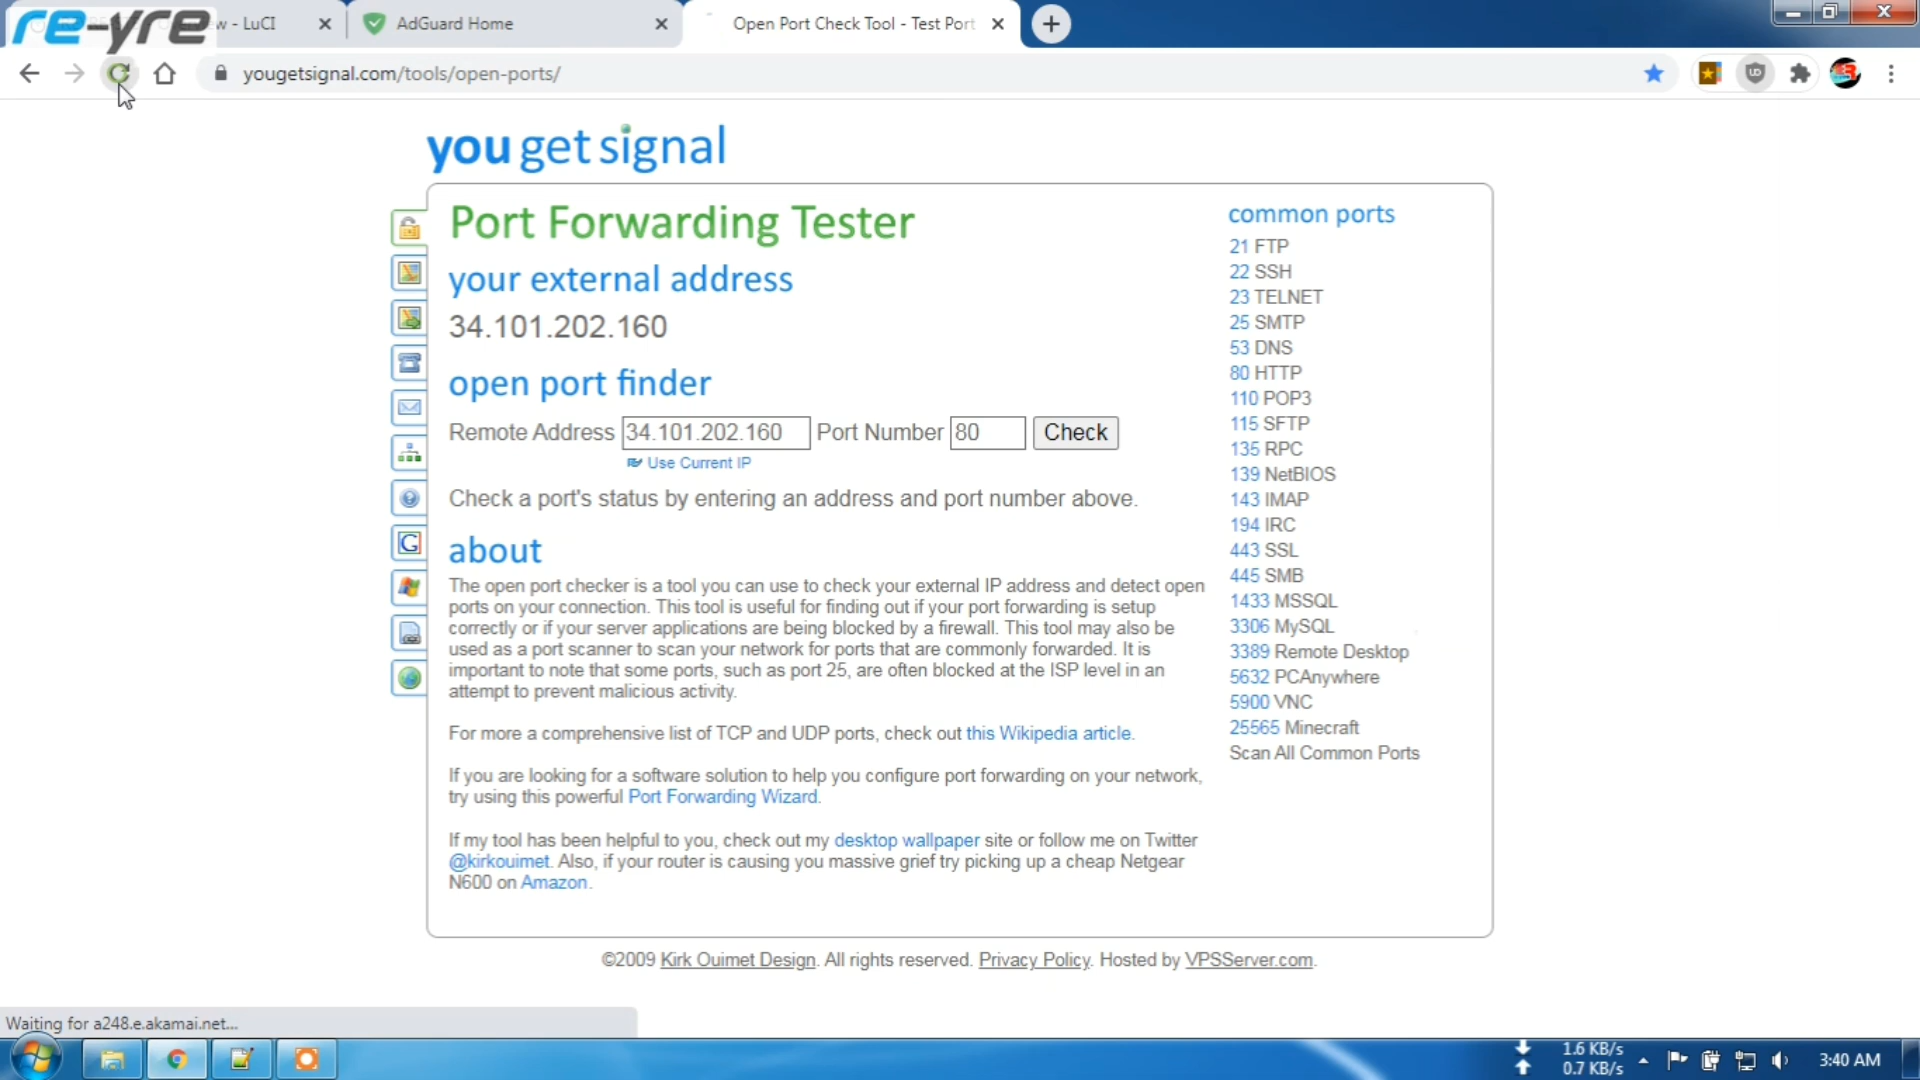 re-yre
w - LuCI
AdGuard Home
Open Port Check Tool - Test Port
yougetsignal.com/tools/open-ports/
you get signal
Port Forwarding Tester
your external address
34.101.202.160
open port finder
Remote Address 34.101.202.160 Port Number 80 Check
Use Current IP
Check a port's status by entering an address and port number above.
about
The open port checker is a tool you can use to check your external IP address and detect open
ports on your connection. This tool is useful for finding out if your port forwarding is setup
correctly or if your server applications are being blocked by a firewall. This tool may also be
used as a port scanner to scan your network for ports that are commonly forwarded. It is
important to note that some ports, such as port 25, are often blocked at the ISP level in an
attempt to prevent malicious activity.
For more a comprehensive list of TCP and UDP ports, check out this Wikipedia article.
If you are looking for a software solution to help you configure port forwarding on your network,
try using this powerful Port Forwarding Wizard.
If my tool has been helpful to you, check out my desktop wallpaper site or follow me on Twitter
@kirkouimet. Also, if your router is causing you massive grief try picking up a cheap Netgear
N600 on Amazon.
common ports
21 FTP
22 SSH
23 TELNET
25 SMTP
53 DNS
80 HTTP
110 POP3
115 SFTP
135 RPC
139 NetBIOS
143 IMAP
194 IRC
443 SSL
445 SMB
1433 MSSQL
3306 MySQL
3389 Remote Desktop
5632 PCAnywhere
5900 VNC
25565 Minecraft
Scan All Common Ports
©2009 Kirk Ouimet Design. All rights reserved. Privacy Policy. Hosted by VPSServer.com.
Waiting for a248.e.akamai.net...
1.6 KB/s
0.7 KB/s
3:40 AM